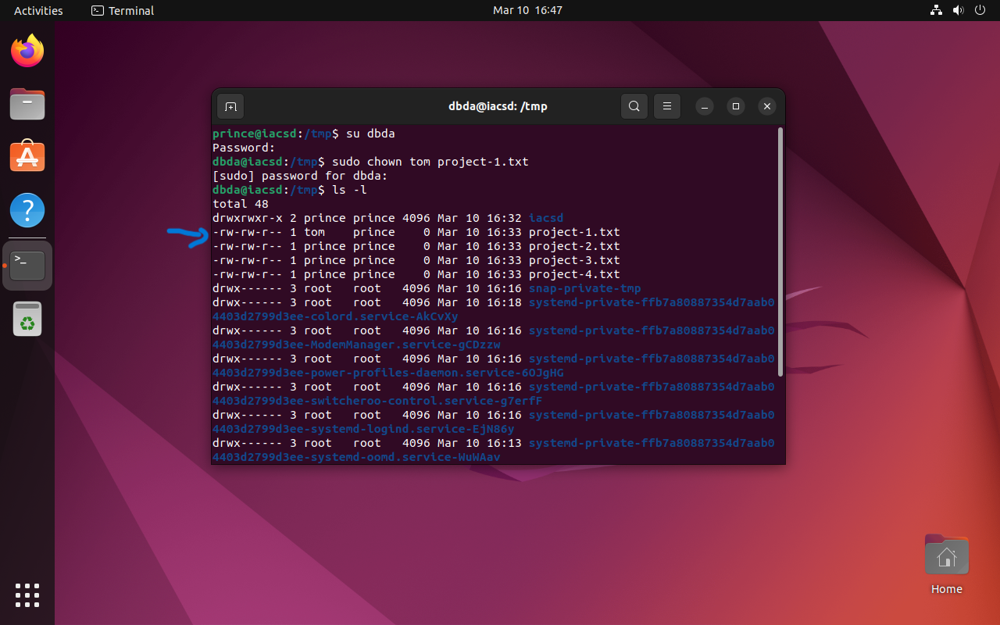 Activities
Terminal
Mar 10 16:47
dbda@iacsd: /tmp
prince@iacsd:/tmp$ su dbda
Password:
dbda@iacsd:/tmp$ sudo chown tom project-1.txt
[sudo] password for dbda:
dbda@iacsd:/tmp$ ls -l
total 48
drwxrwxr-x 2 prince prince 4096 Mar 10 16:32 iacsd
-rw-rw-r-- 1 tom    prince    0 Mar 10 16:33 project-1.txt
-rw-rw-r-- 1 prince prince    0 Mar 10 16:33 project-2.txt
-rw-rw-r-- 1 prince prince    0 Mar 10 16:33 project-3.txt
-rw-rw-r-- 1 prince prince    0 Mar 10 16:33 project-4.txt
drwx------ 3 root   root   4096 Mar 10 16:16 snap-private-tmp
drwx------ 3 root   root   4096 Mar 10 16:18 systemd-private-ffb7a80887354d7aab0
4403d2799d3ee-colord.service-AkCvXy
drwx------ 3 root   root   4096 Mar 10 16:16 systemd-private-ffb7a80887354d7aab0
4403d2799d3ee-ModemManager.service-gCDzzw
drwx------ 3 root   root   4096 Mar 10 16:16 systemd-private-ffb7a80887354d7aab0
4403d2799d3ee-power-profiles-daemon.service-6OJgHG
drwx------ 3 root   root   4096 Mar 10 16:16 systemd-private-ffb7a80887354d7aab0
4403d2799d3ee-switcheroo-control.service-g7erfF
drwx------ 3 root   root   4096 Mar 10 16:16 systemd-private-ffb7a80887354d7aab0
4403d2799d3ee-systemd-logind.service-EjN86y
drwx------ 3 root   root   4096 Mar 10 16:13 systemd-private-ffb7a80887354d7aab0
4403d2799d3ee-systemd-oomd.service-WuWAav
Home